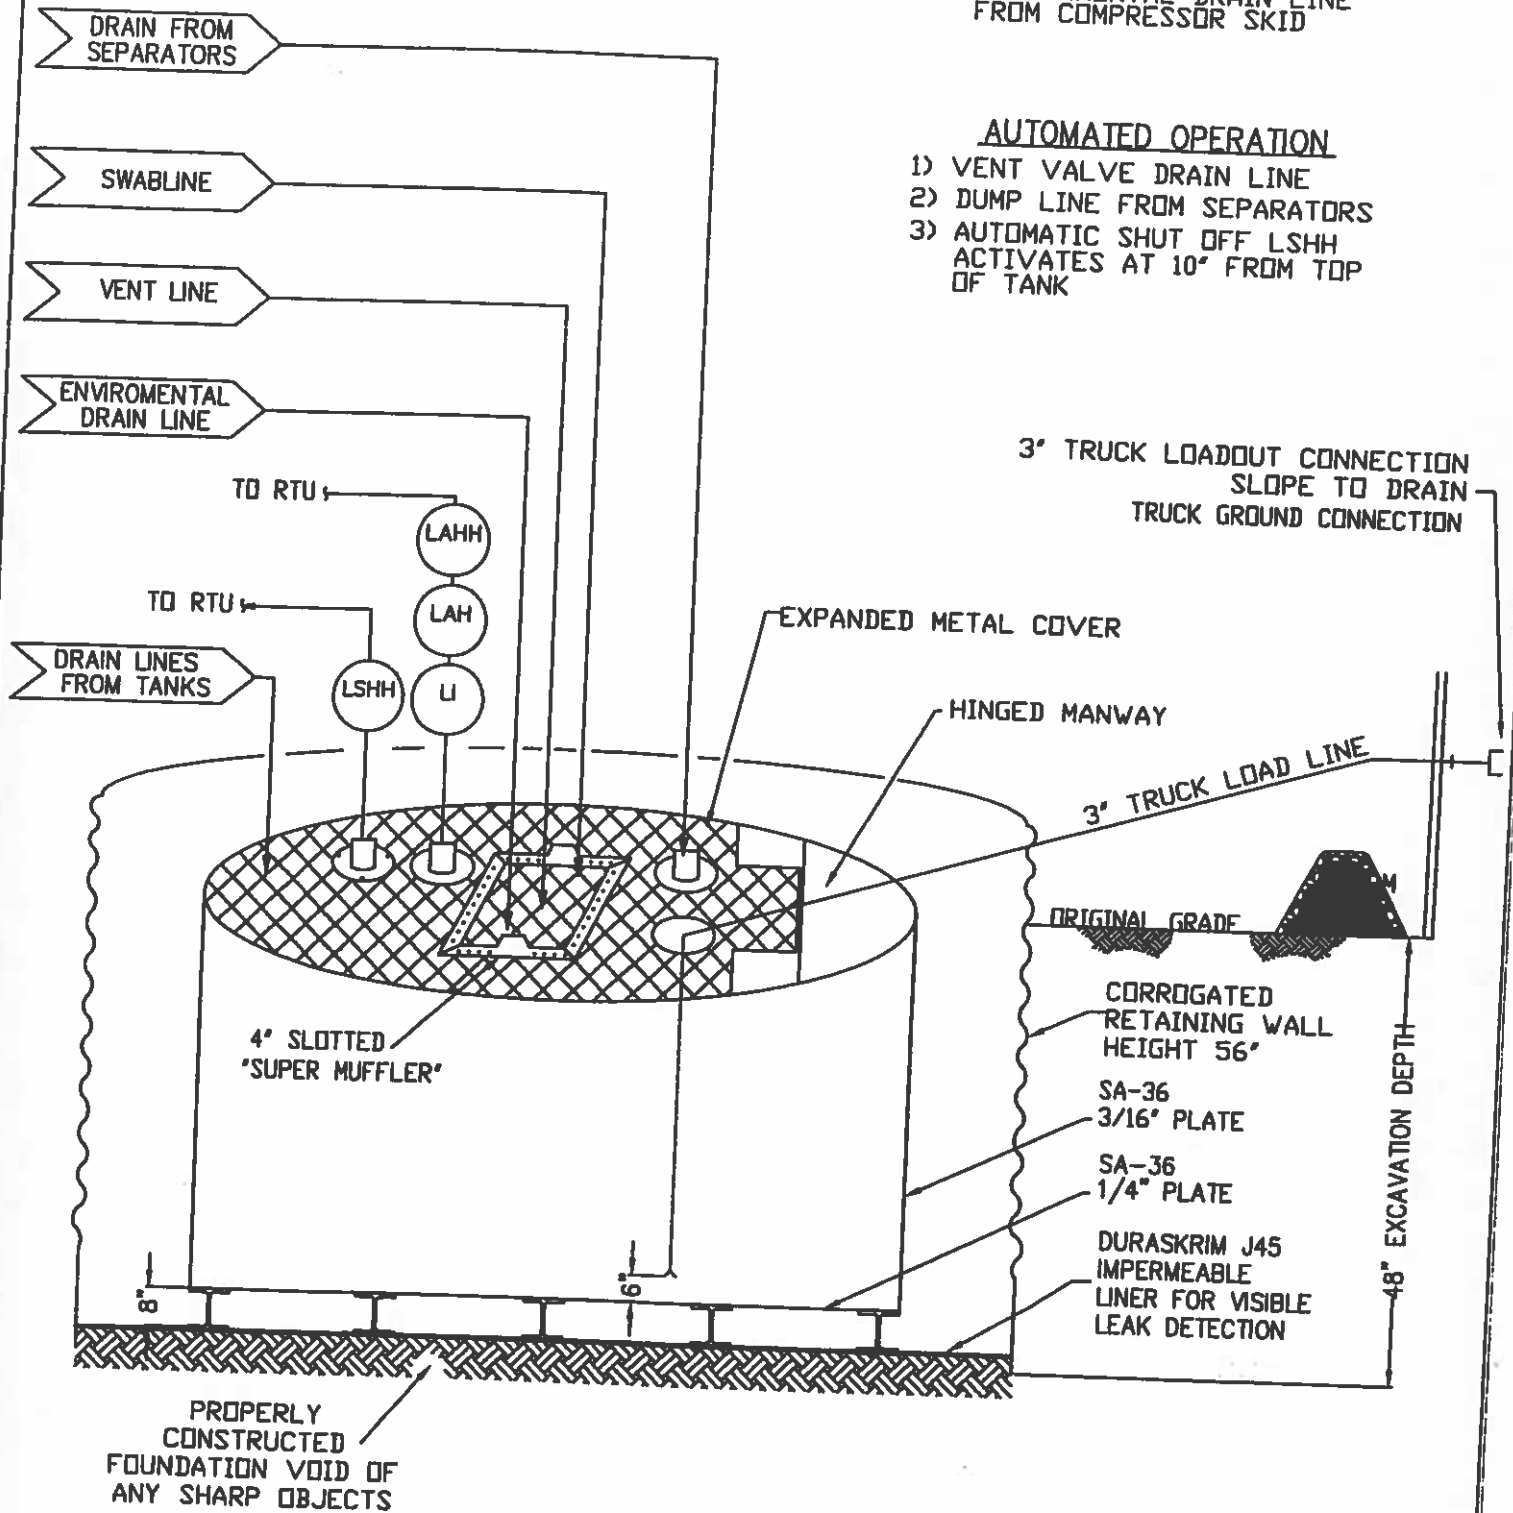 DRAIN LINE
FROM COMPRESSOR SKID
DRAIN FROM
SEPARATORS
AUTOMATED OPERATION
1) VENT VALVE DRAIN LINE
2) DUMP LINE FROM SEPARATORS
3) AUTOMATIC SHUT OFF LSHH
ACTIVATES AT 10" FROM TOP
OF TANK
SWABLINE
VENT LINE
ENVIROMENTAL
DRAIN LINE
3" TRUCK LOADOUT CONNECTION
SLOPE TO DRAIN
TRUCK GROUND CONNECTION
TO RTU
LAHH
TO RTU
LAH
EXPANDED METAL COVER
DRAIN LINES
FROM TANKS
LSHH
LI
HINGED MANWAY
3" TRUCK LOAD LINE
ORIGINAL GRADE
CORROGATED
RETAINING WALL
HEIGHT 56"
4" SLOTTED
"SUPER MUFFLER"
SA-36
3/16" PLATE
SA-36
1/4" PLATE
48" EXCAVATION DEPTH
DURASKRIM J45
IMPERMEABLE
LINER FOR VISIBLE
LEAK DETECTION
8"
6"
PROPERLY
CONSTRUCTED
FOUNDATION VOID OF
ANY SHARP OBJECTS